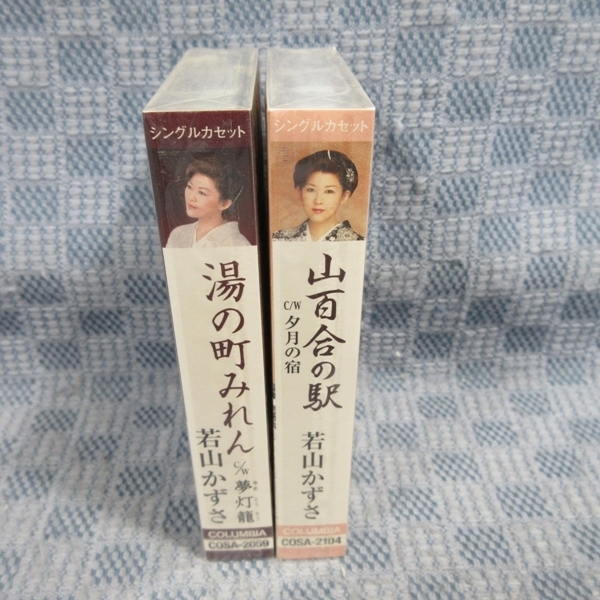 シングルカセット
湯の町みれん
C/W 夢灯籠
若山かずさ
COLUMBIA
COSA-2059
シングルカセット
山百合の駅
C/W 夕月の宿
若山かずさ
COLUMBIA
COSA-2104